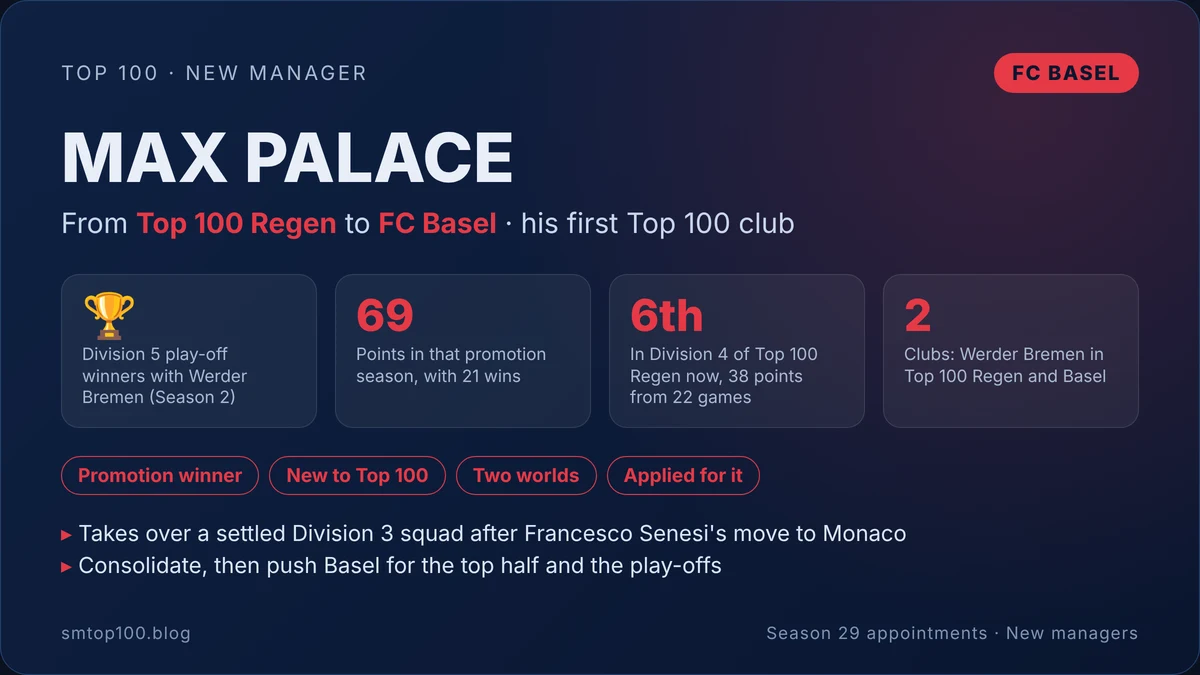 TOP 100 · NEW MANAGER
FC BASEL
MAX PALACE
From Top 100 Regen to FC Basel · his first Top 100 club
🏆
Division 5 play-off
winners with Werder
Bremen (Season 2)
69
Points in that promotion
season, with 21 wins
6th
In Division 4 of Top 100
Regen now, 38 points
from 22 games
2
Clubs: Werder Bremen in
Top 100 Regen and Basel
Promotion winner
New to Top 100
Two worlds
Applied for it
▸ Takes over a settled Division 3 squad after Francesco Senesi's move to Monaco
▸ Consolidate, then push Basel for the top half and the play-offs
smtop100.blog
Season 29 appointments · New managers